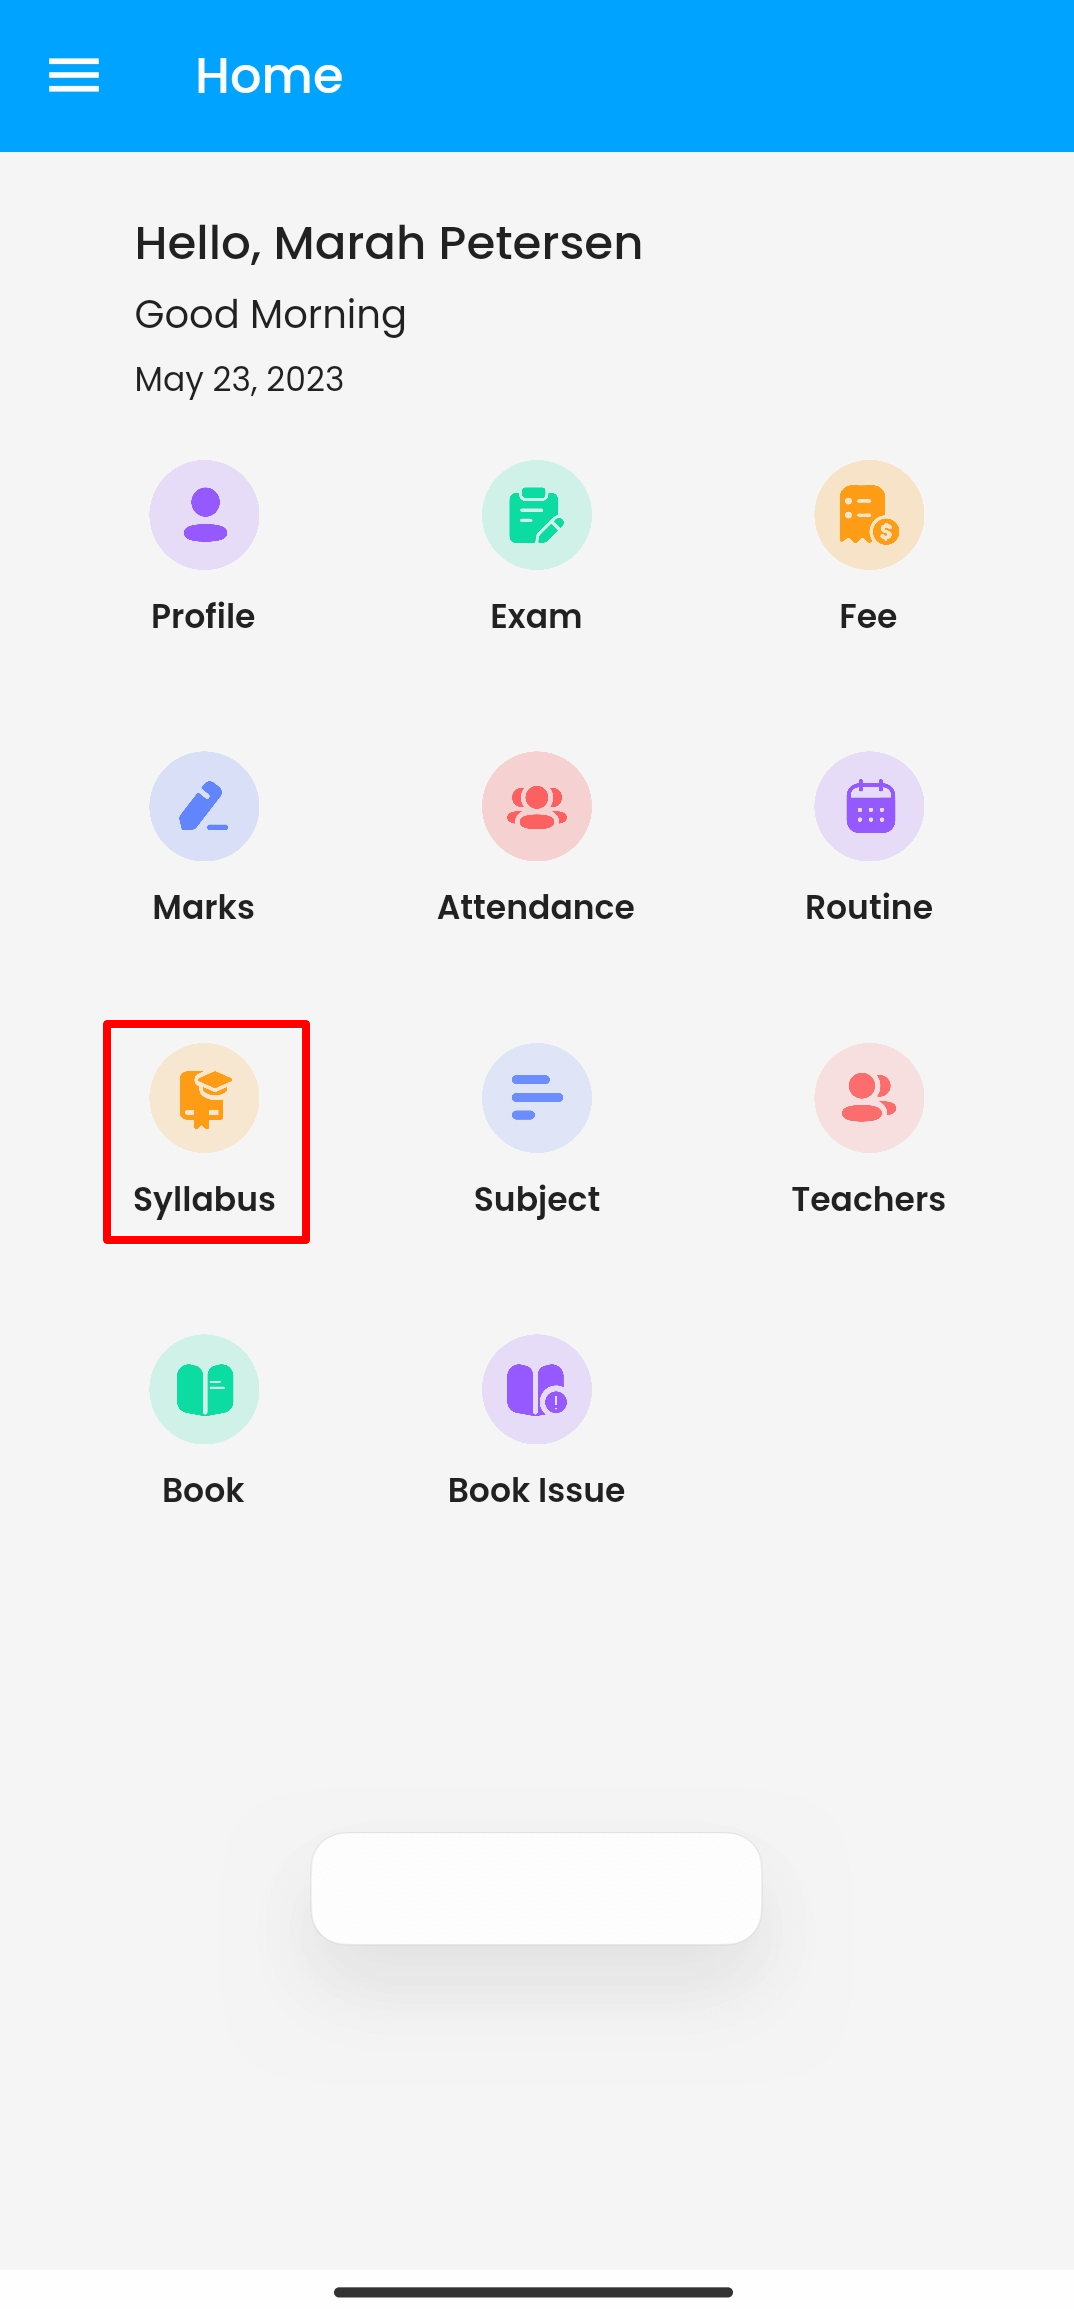 Home
Hello, Marah Petersen
Good Morning
May 23, 2023
Profile
Exam
Fee
Marks
Attendance
Routine
Syllabus
Subject
Teachers
Book
Book Issue